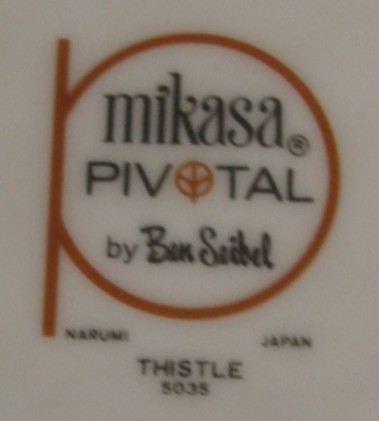 mikasa®
PIVOTAL
by Ben Seibel
NARUMI JAPAN
THISTLE
5035